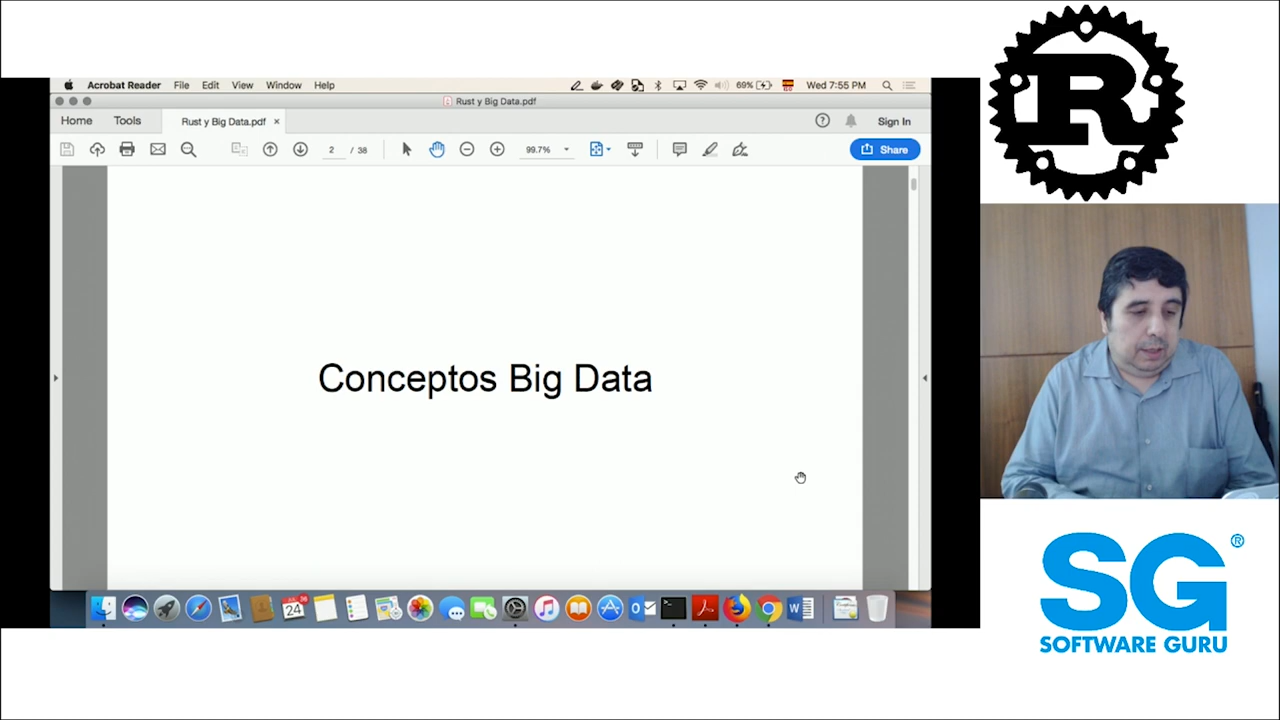 Acrobat Reader File Edit View Window Help 69% Wed 7:55 PM
Rust y Big Data.pdf
Home Tools Rust y Big Data.pdf × Sign In
2 / 38 99.7% Share
Conceptos Big Data
24
R
SG®
SOFTWARE GURU